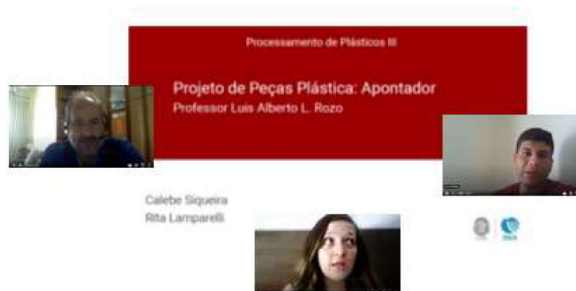 Processamento de Plásticos III
Projeto de Peças Plástica: Apontador
Professor Luis Alberto L. Rozo
Calebe Siqueira
Rita Lamparelli